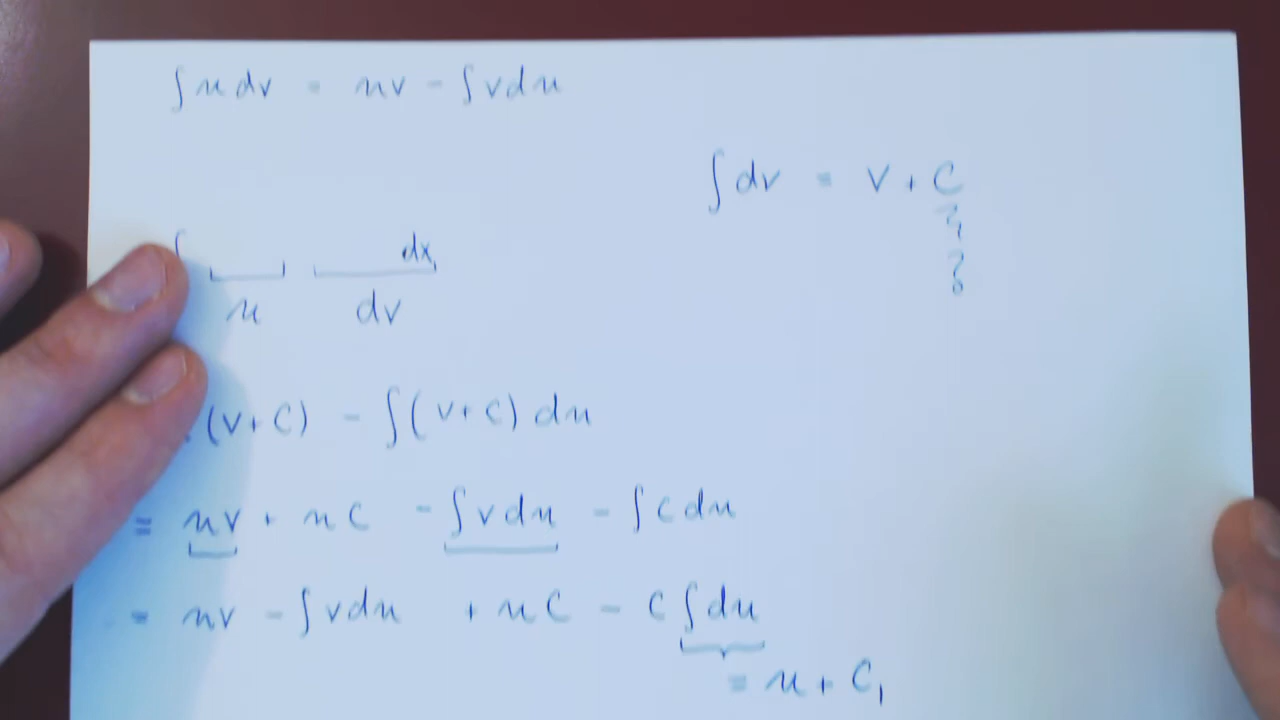 ∫ u dv = uv - ∫ v du
∫ dv = v + C
? ?
∫ dx
u dv
(v + C) - ∫ (v + C) du
= uv + uC - ∫ v du - ∫ C du
= uv - ∫ v du + uC - C ∫ du
= u + C₁